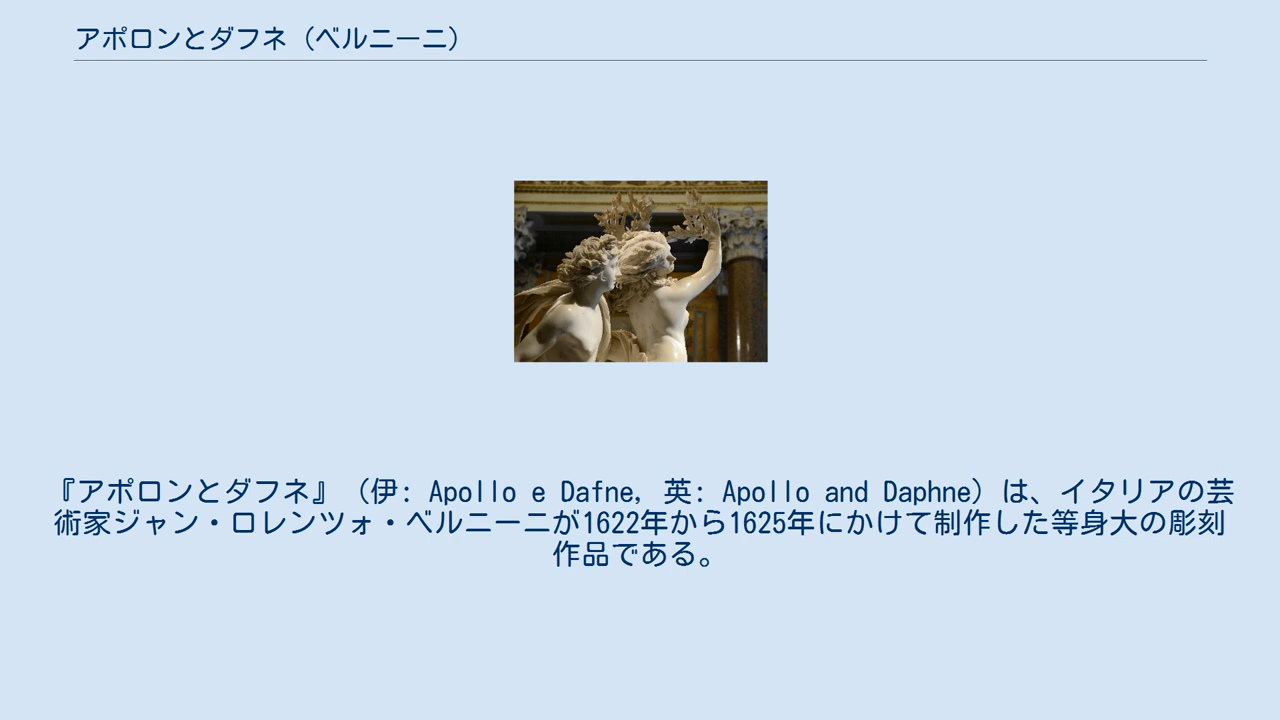 アポロンとダフネ（ベルニーニ）
『アポロンとダフネ』（伊: Apollo e Dafne, 英: Apollo and Daphne）は、イタリアの芸
術家ジャン・ロレンツォ・ベルニーニが1622年から1625年にかけて制作した等身大の彫刻
作品である。